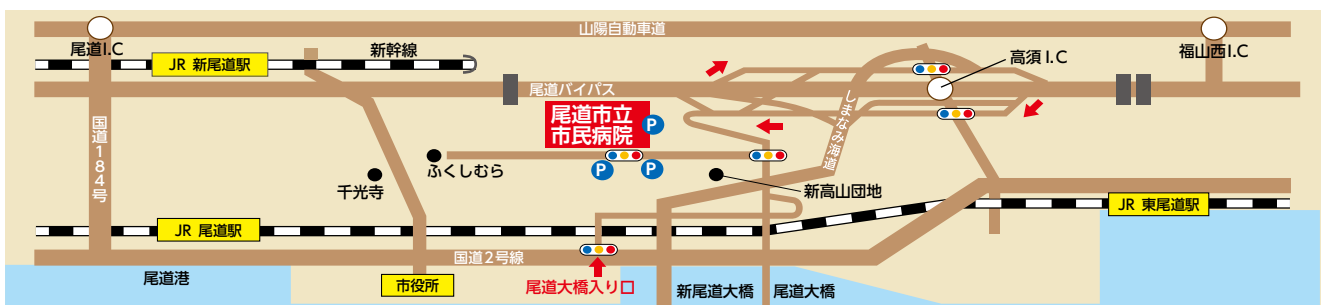 山陽自動車道
尾道I.C
福山西I.C
新幹線
高須I.C
JR 新尾道駅
尾道バイパス
しまなみ海道
尾道市立
市民病院
P
P
P
国道184号
ふくしむら
千光寺
新高山団地
JR 東尾道駅
JR 尾道駅
国道2号線
尾道港
市役所
尾道大橋入り口
新尾道大橋
尾道大橋